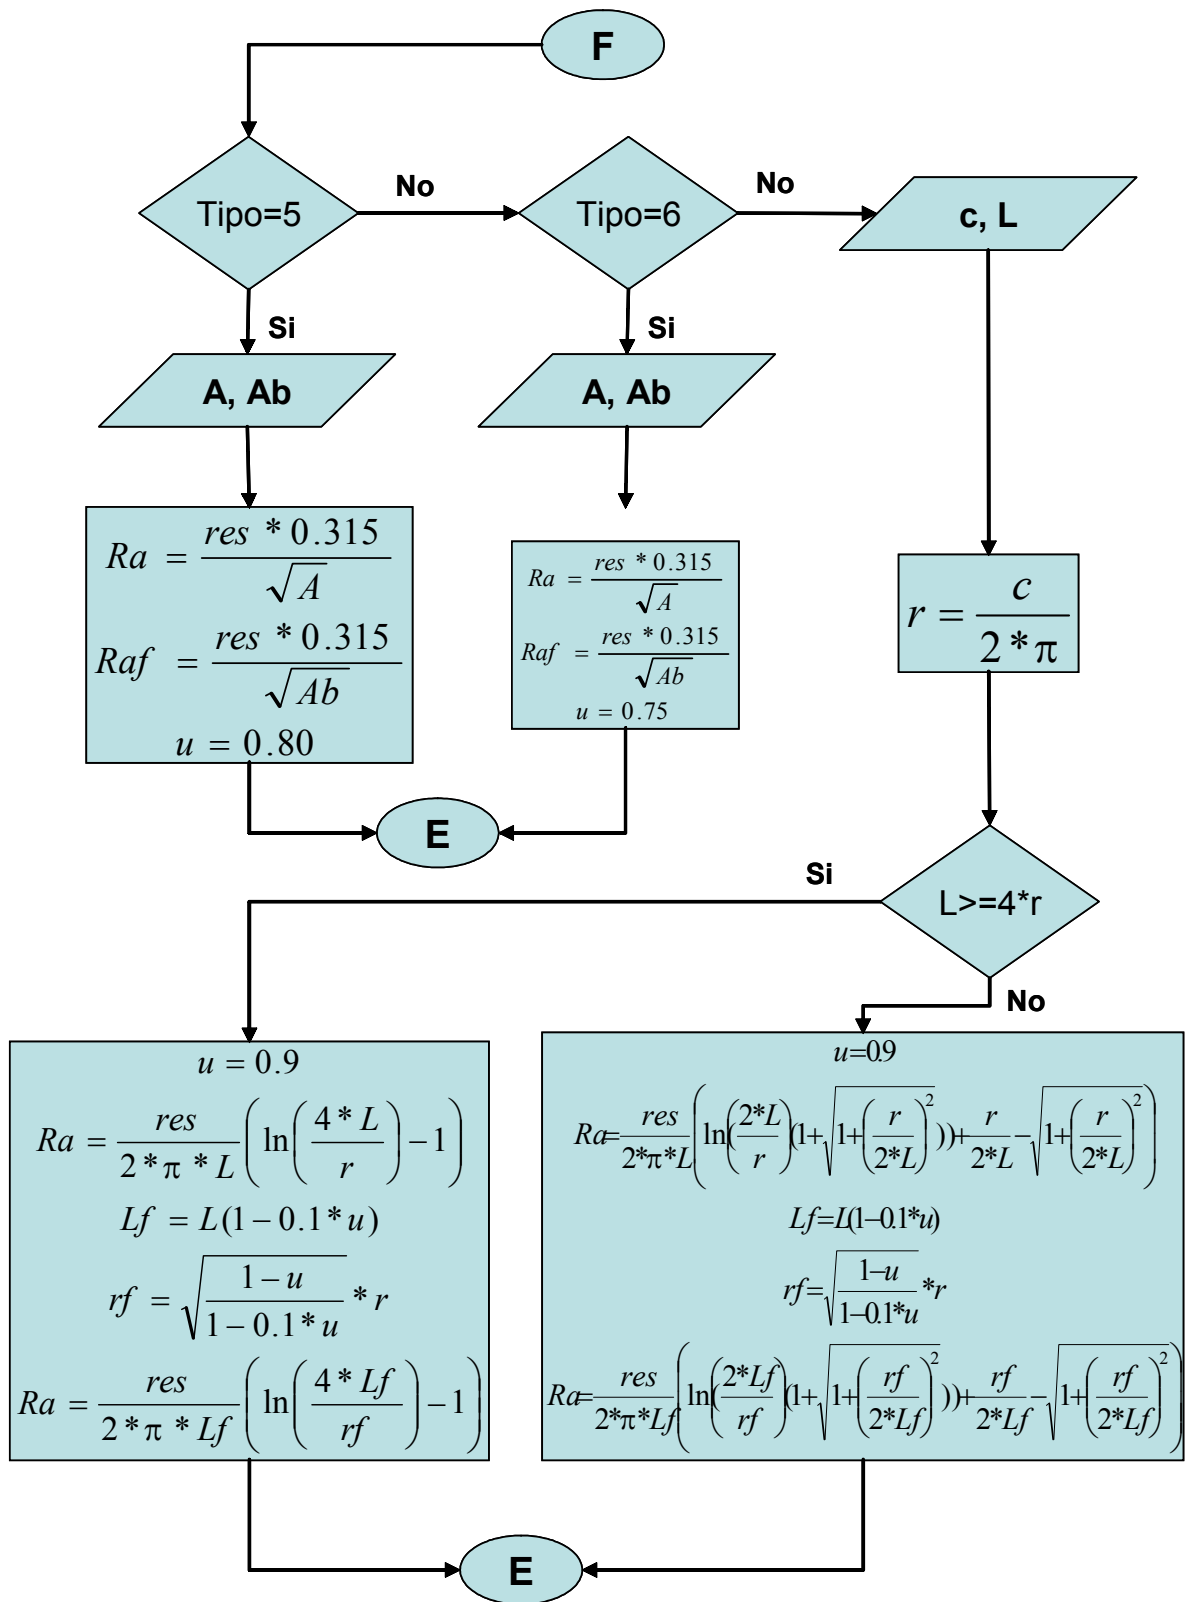 F
Tipo=5
No
Tipo=6
No
c, L
Si
Si
A, Ab
A, Ab
Ra = res * 0.315 / √A
Raf = res * 0.315 / √Ab
u = 0.80
Ra = res * 0.315 / √A
Raf = res * 0.315 / √Ab
u = 0.75
r = c / 2*π
E
Si
L>=4*r
No
u = 0.9
Ra = res / 2*π*L (ln(4*L / r) − 1)
Lf = L(1−0.1*u)
rf = √(1−u / 1−0.1*u) * r
Ra = res / 2*π*Lf (ln(4*Lf / rf) − 1)
u=0.9
Ra= res / 2*π*L (ln((2*L / r)(1+√1+(r / 2*L)²))+ r / 2*L −√1+(r / 2*L)²)
Lf=L(1−0.1*u)
rf=√(1−u / 1−0.1*u) *r
Ra= res / 2*π*Lf (ln((2*Lf / rf)(1+√1+(rf / 2*Lf)²))+ rf / 2*Lf −√1+(rf / 2*Lf)²)
E